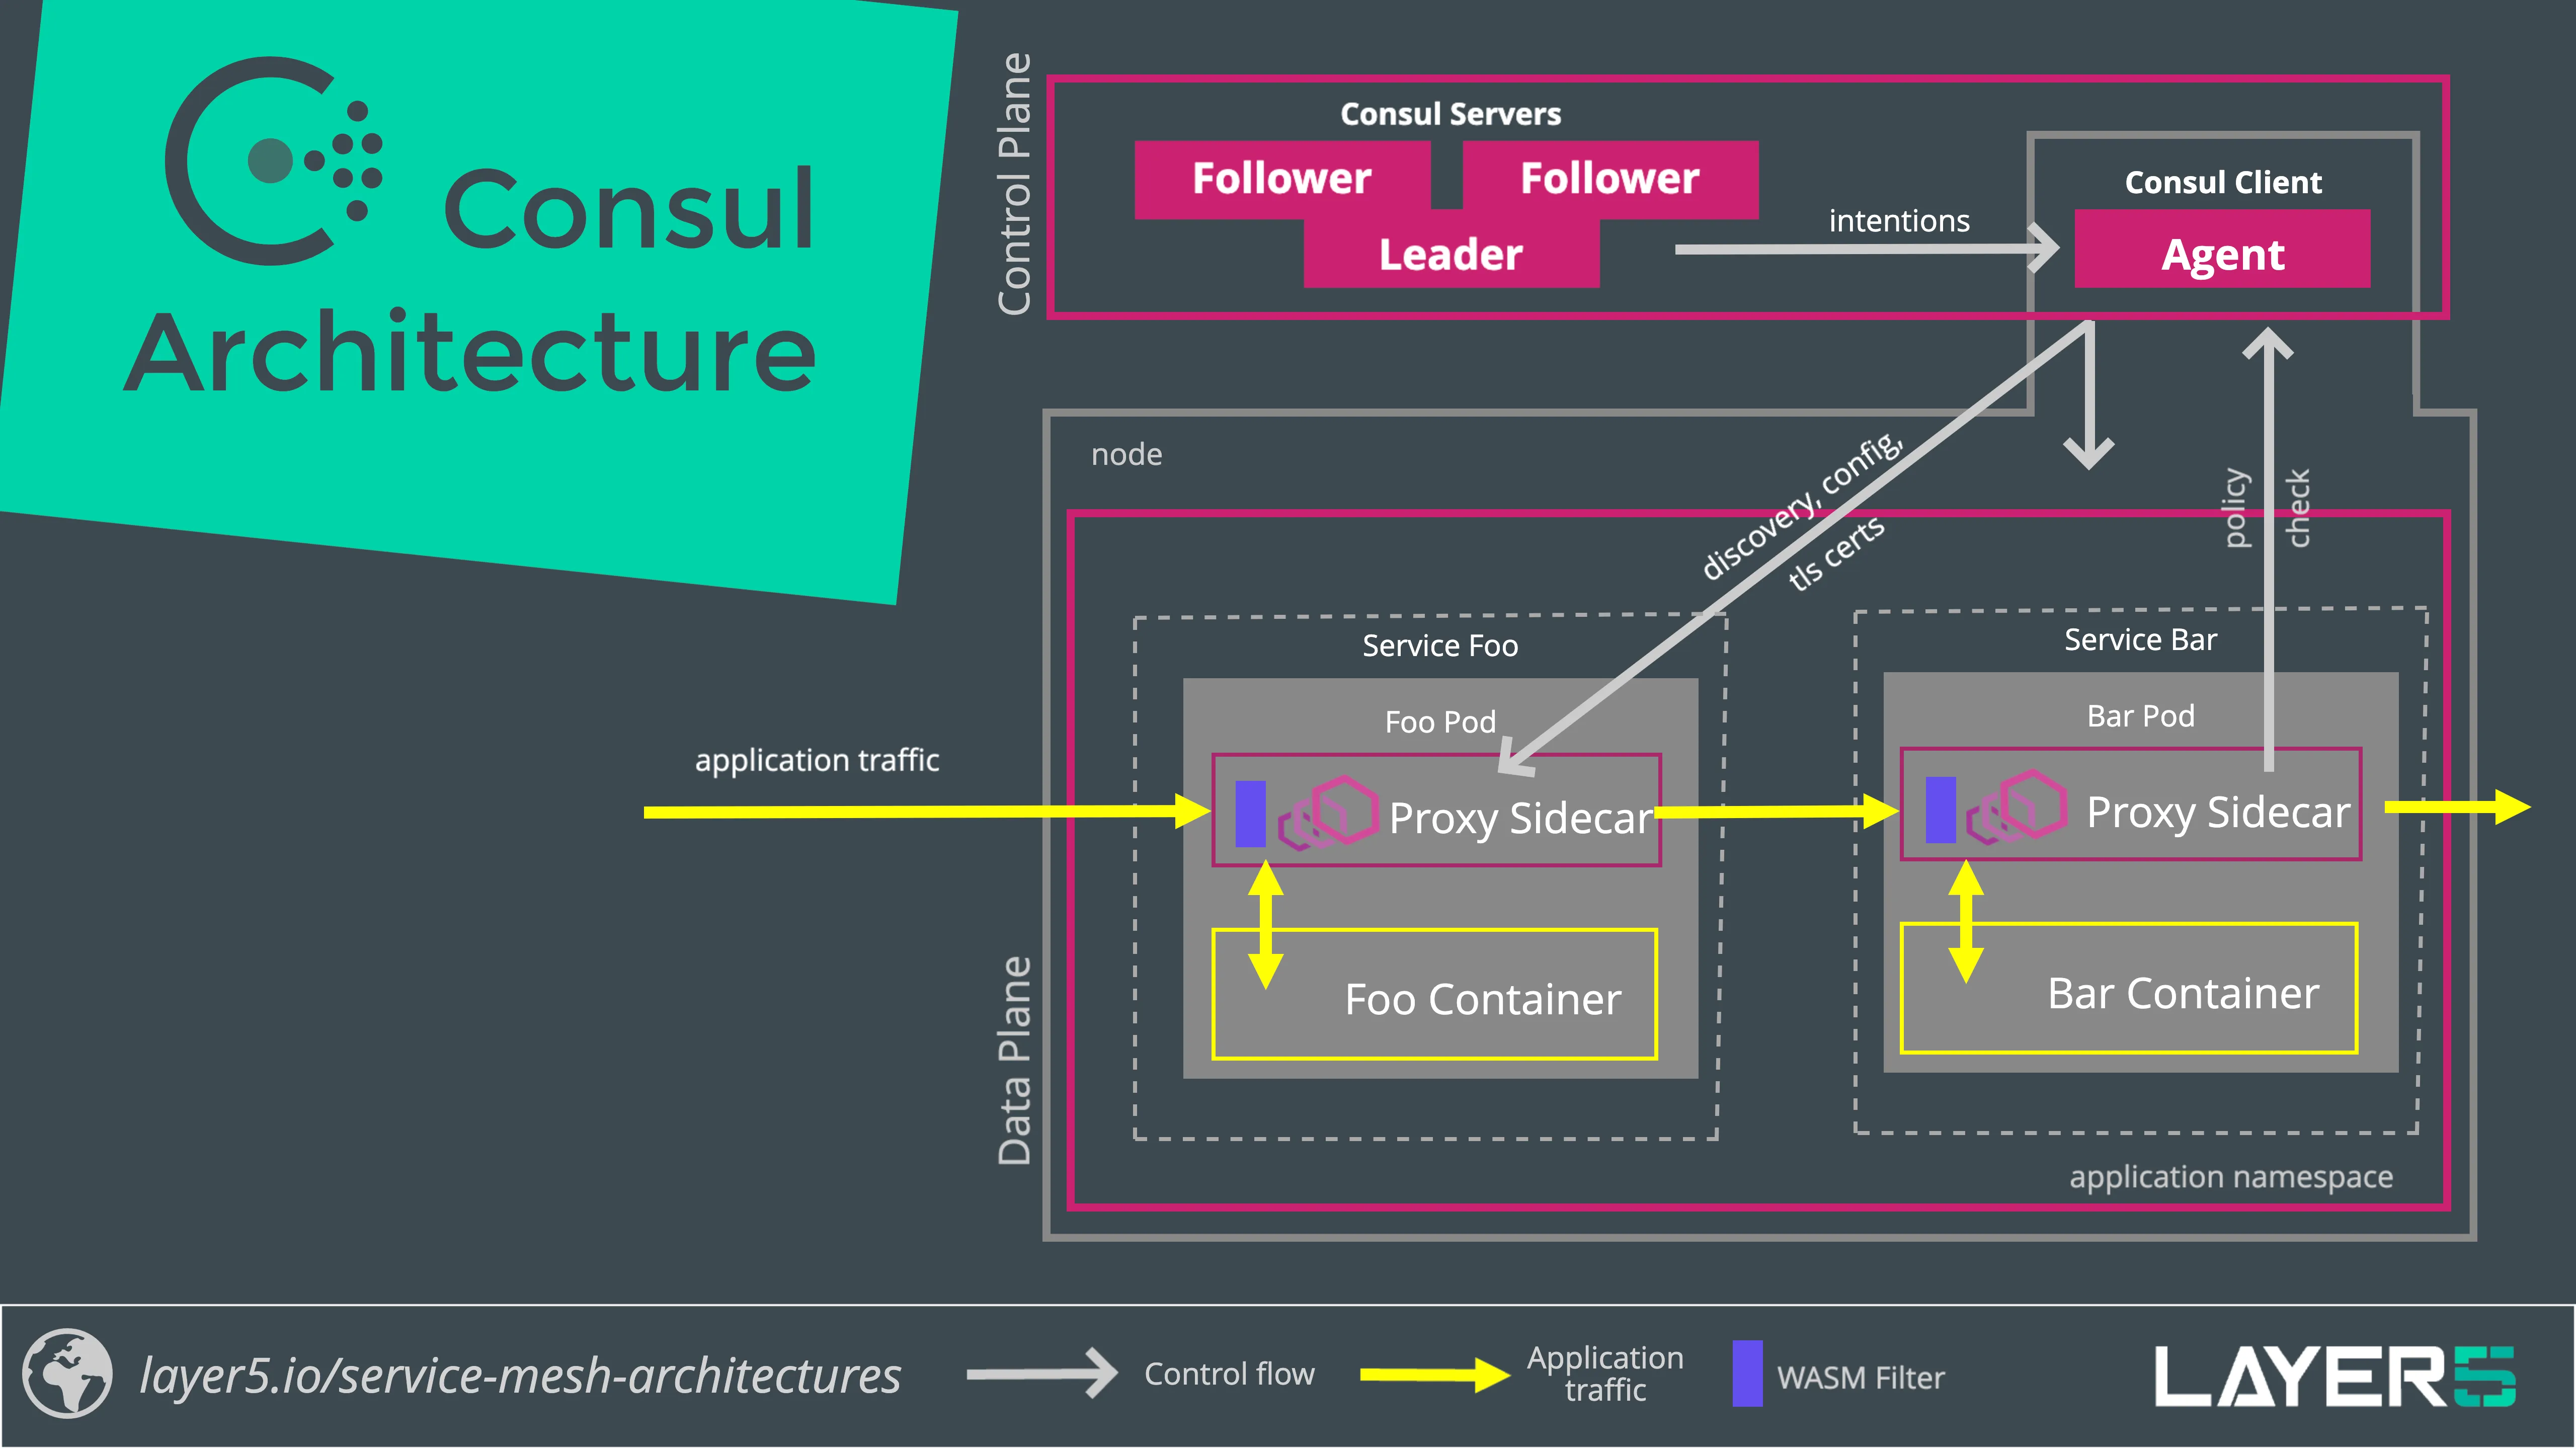 Consul
Architecture
Control Plane
Consul Servers
Follower
Follower
Leader
intentions
Consul Client
Agent
node
discovery, config,
tls certs
policy
check
Service Foo
Foo Pod
Proxy Sidecar
Foo Container
Service Bar
Bar Pod
Proxy Sidecar
Bar Container
application traffic
Data Plane
application namespace
layer5.io/service-mesh-architectures
Control flow
Application
traffic
WASM Filter
LAYER5